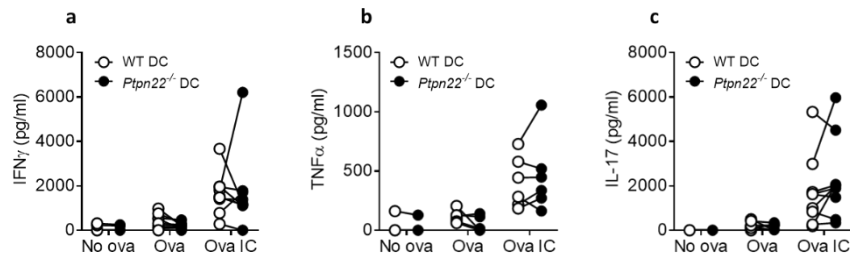 a
8000
6000
4000
2000
0
IFNγ (pg/ml)
WT DC
Ptpn22-/- DC
No ova Ova Ova IC
b
1500
1000
500
0
TNFα (pg/ml)
WT DC
Ptpn22-/- DC
No ova Ova Ova IC
c
8000
6000
4000
2000
0
IL-17 (pg/ml)
WT DC
Ptpn22-/- DC
No ova Ova Ova IC